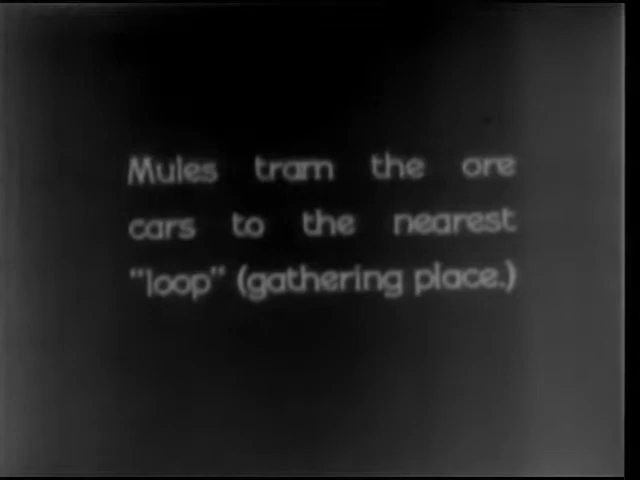 Mules tram the ore
cars to the nearest
“loop” (gathering place.)